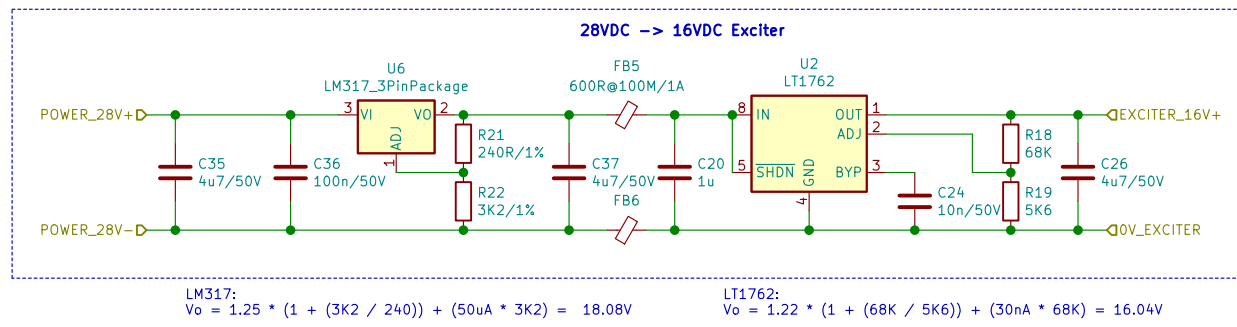 28VDC -> 16VDC Exciter
U6
LM317_3PinPackage
FB5
600R@100M/1A
U2
LT1762
POWER_28V+
3
VI
VO
2
ADJ
1
R21
240R/1%
8
IN
OUT
1
ADJ
2
EXCITER_16V+
R18
68K
C35
4u7/50V
C36
100n/50V
R22
3K2/1%
C37
4u7/50V
C20
1u
5
SHDN
GND
4
BYP
3
C24
10n/50V
R19
5K6
C26
4u7/50V
FB6
POWER_28V-
0V_EXCITER
LM317:
Vo = 1.25 * (1 + (3K2 / 240)) + (50uA * 3K2) =  18.08V
LT1762:
Vo = 1.22 * (1 + (68K / 5K6)) + (30nA * 68K) = 16.04V